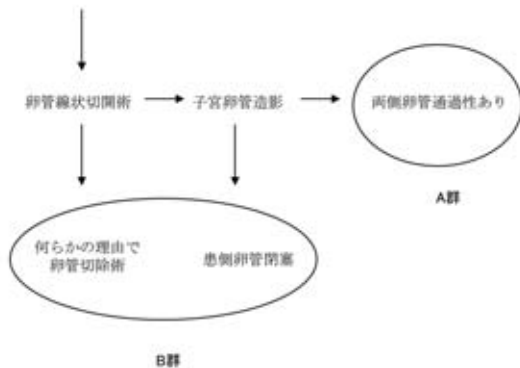 卵管線状切開術
子宮卵管造影
両側卵管通過性あり
A群
何らかの理由で
卵管切除術
患側卵管閉塞
B群